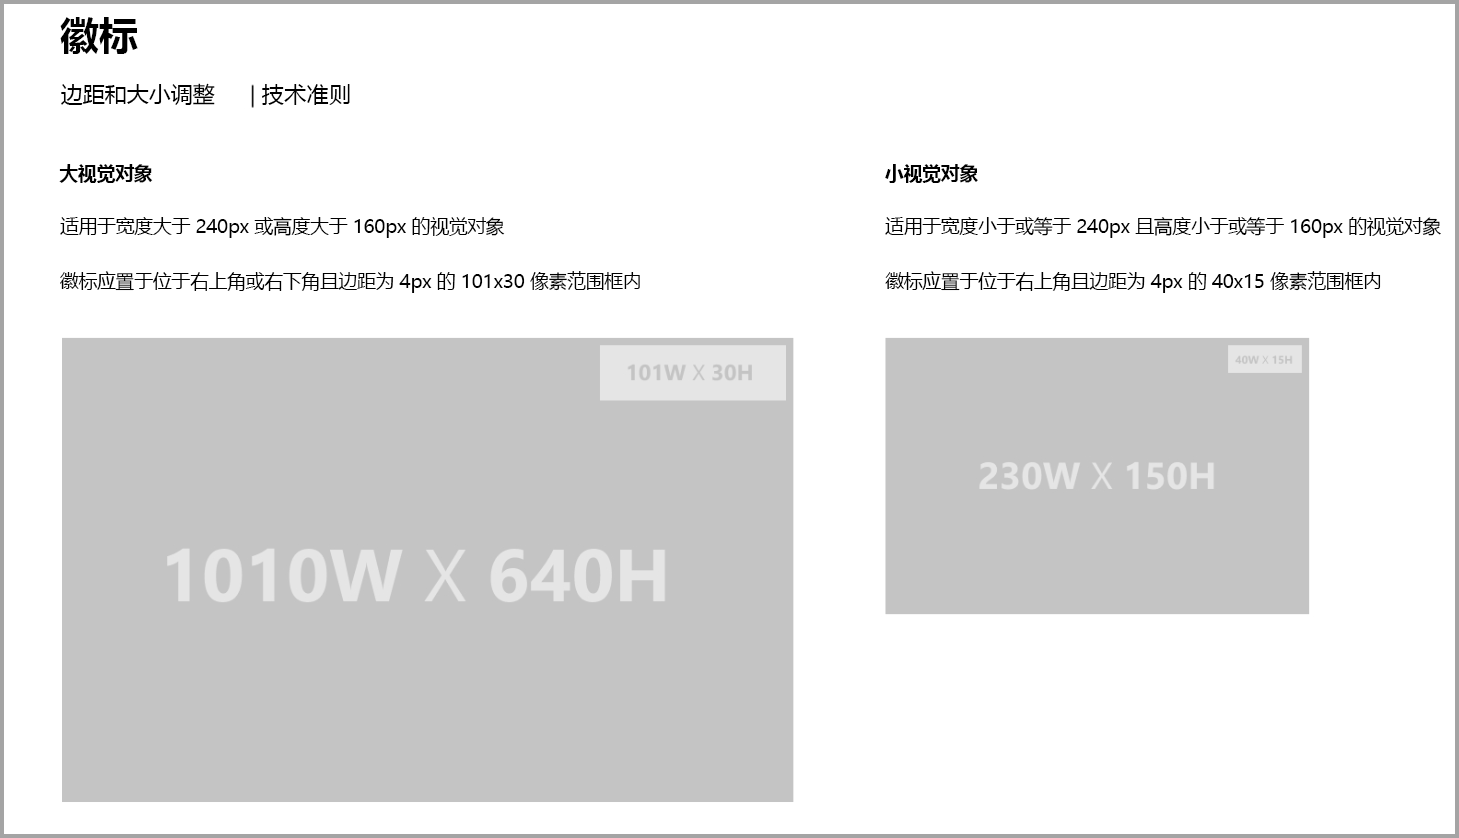 徽标
边距和大小调整 | 技术准则
大视觉对象
适用于宽度大于 240px 或高度大于 160px 的视觉对象
徽标应置于位于右上角或右下角且边距为 4px 的 101x30 像素范围框内
101W X 30H
1010W X 640H
小视觉对象
适用于宽度小于或等于 240px 且高度小于或等于 160px 的视觉对象
徽标应置于位于右上角且边距为 4px 的 40x15 像素范围框内
40W X 15H
230W X 150H